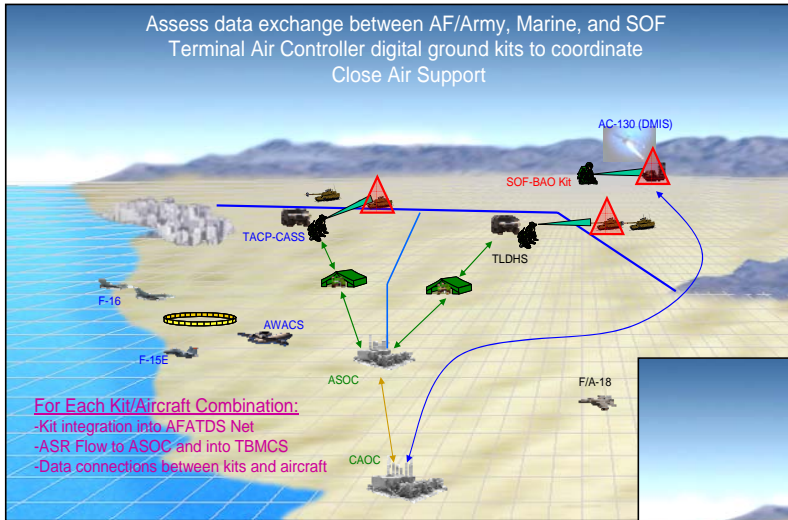 Assess data exchange between AF/Army, Marine, and SOF
Terminal Air Controller digital ground kits to coordinate
Close Air Support
AC-130 (DMIS)
SOF-BAO Kit
TACP-CASS
TLDHS
F-16
AWACS
F-15E
ASOC
F/A-18
For Each Kit/Aircraft Combination:
-Kit integration into AFATDS Net
-ASR Flow to ASOC and into TBMCS
-Data connections between kits and aircraft
CAOC